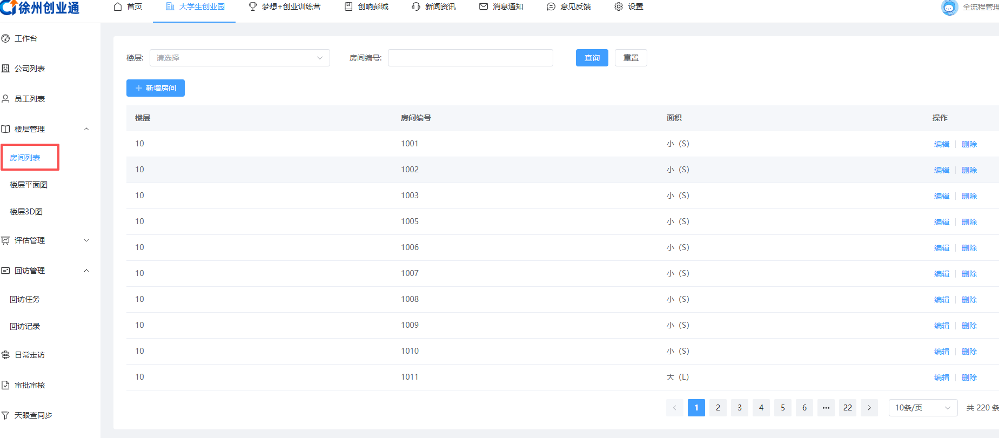 徐州创业通
首页 大学生创业园 梦想+创业训练营 创响彭城 新闻资讯 消息通知 意见反馈 设置 全流程管理
工作台
公司列表
员工列表
楼层管理
房间列表
楼层平面图
楼层3D图
评估管理
回访管理
回访任务
回访记录
日常走访
审批审核
天眼查同步
楼层: 请选择 房间编号: 查询 重置
新增房间
楼层 房间编号 面积 操作
10 1001 小（S） 编辑 删除
10 1002 小（S） 编辑 删除
10 1003 小（S） 编辑 删除
10 1005 小（S） 编辑 删除
10 1006 小（S） 编辑 删除
10 1007 小（S） 编辑 删除
10 1008 小（S） 编辑 删除
10 1009 小（S） 编辑 删除
10 1010 小（S） 编辑 删除
10 1011 大（L） 编辑 删除
1 2 3 4 5 6 ••• 22 10条/页 共 220 条